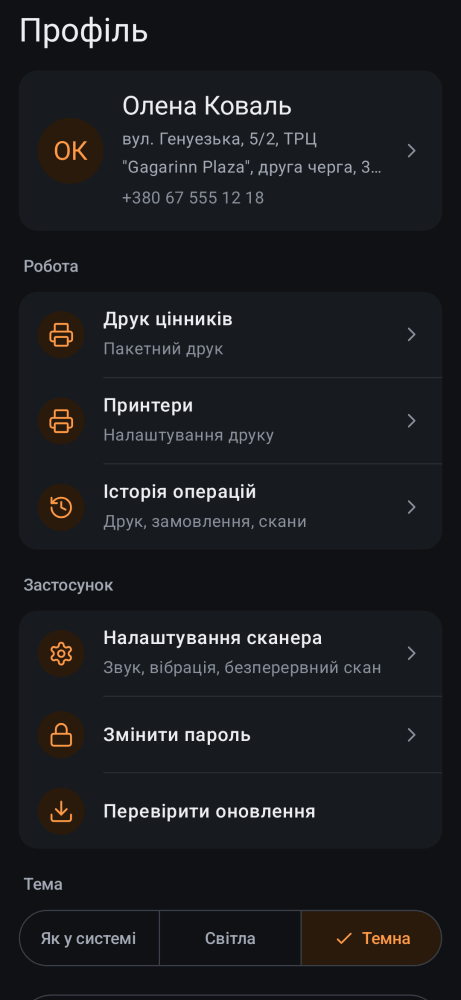 Профіль
Олена Коваль
ОК
вул. Генуезька, 5/2, ТРЦ
"Gagarinn Plaza", друга черга, 3…
+380 67 555 12 18
Робота
Друк цінників
Пакетний друк
Принтери
Налаштування друку
Історія операцій
Друк, замовлення, скани
Застосунок
Налаштування сканера
Звук, вібрація, безперервний скан
Змінити пароль
Перевірити оновлення
Тема
Як у системі
Світла
Темна